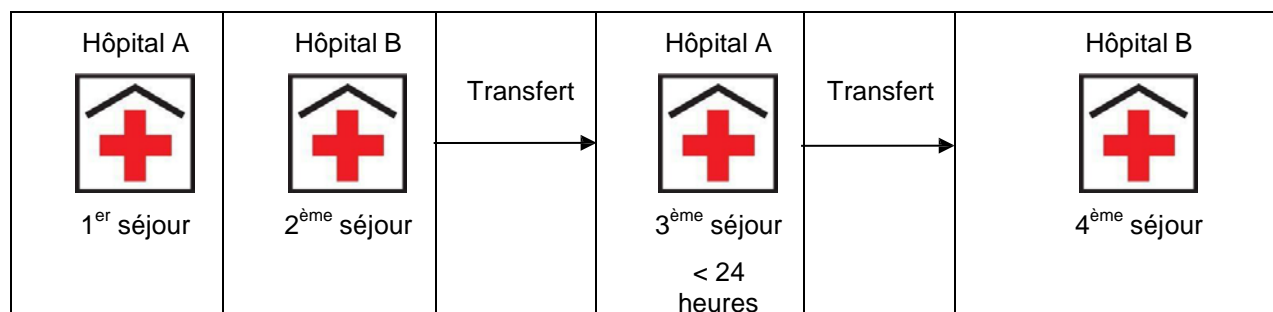 Hôpital A
1er séjour
Hôpital B
2ème séjour
Transfert
Hôpital A
3ème séjour
< 24
heures
Transfert
Hôpital B
4ème séjour